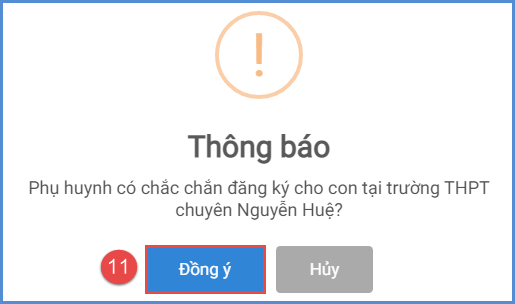 Thông báo
Phụ huynh có chắc chắn đăng ký cho con tại trường THPT
chuyên Nguyễn Huệ?
11 Đồng ý Hủy